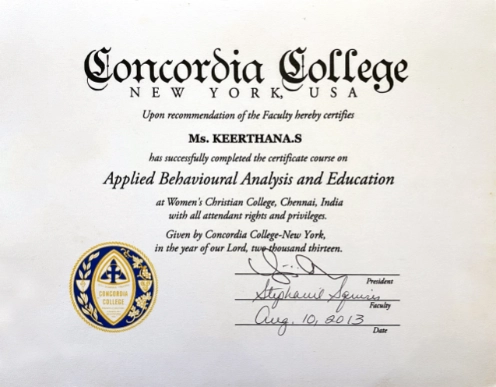 Concordia College
NEW YORK, USA
Upon recommendation of the Faculty hereby certifies
Ms. KEERTHANA.S
has successfully completed the certificate course on
Applied Behavioural Analysis and Education
at Women's Christian College, Chennai, India
with all attendant rights and privileges.
Given by Concordia College-New York,
in the year of our Lord, two thousand thirteen.
President
Stephanie Squires
Faculty
Aug. 10, 2013
Date
CONCORDIA
COLLEGE